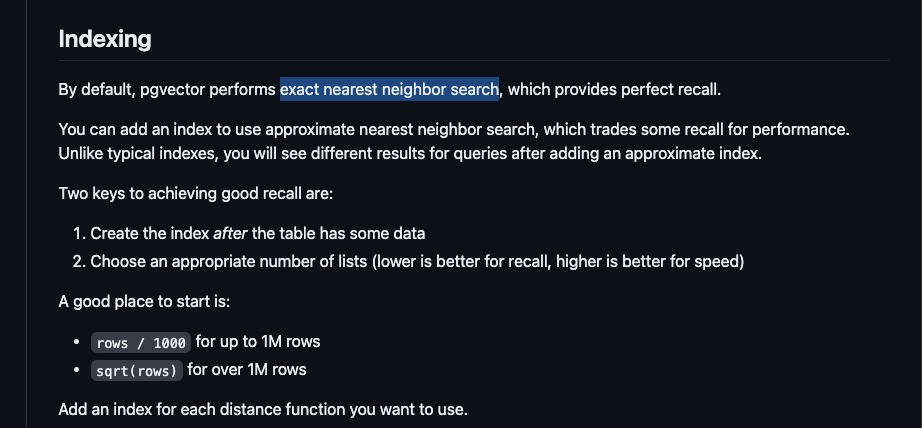 Indexing
By default, pgvector performs exact nearest neighbor search, which provides perfect recall.
You can add an index to use approximate nearest neighbor search, which trades some recall for performance.
Unlike typical indexes, you will see different results for queries after adding an approximate index.
Two keys to achieving good recall are:
1. Create the index after the table has some data
2. Choose an appropriate number of lists (lower is better for recall, higher is better for speed)
A good place to start is:
• rows / 1000 for up to 1M rows
• sqrt(rows) for over 1M rows
Add an index for each distance function you want to use.